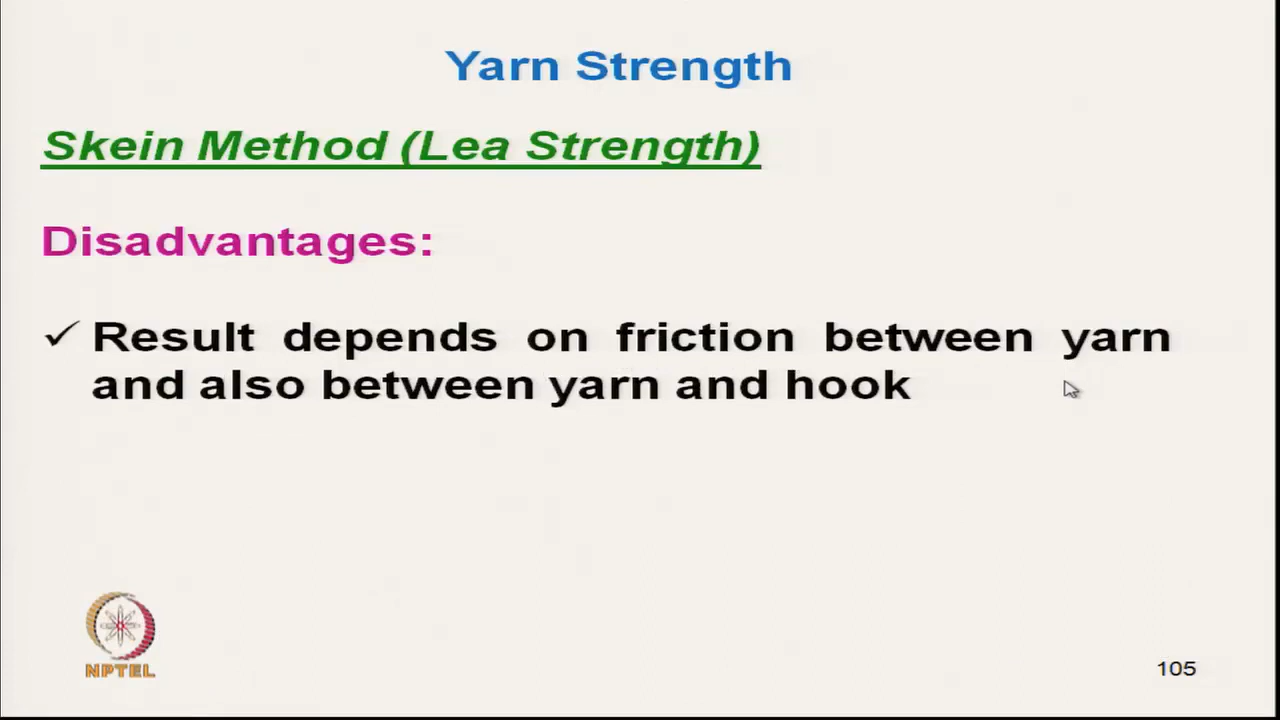 Yarn Strength
Skein Method (Lea Strength)
Disadvantages:
✓ Result depends on friction between yarn
and also between yarn and hook
NPTEL
105